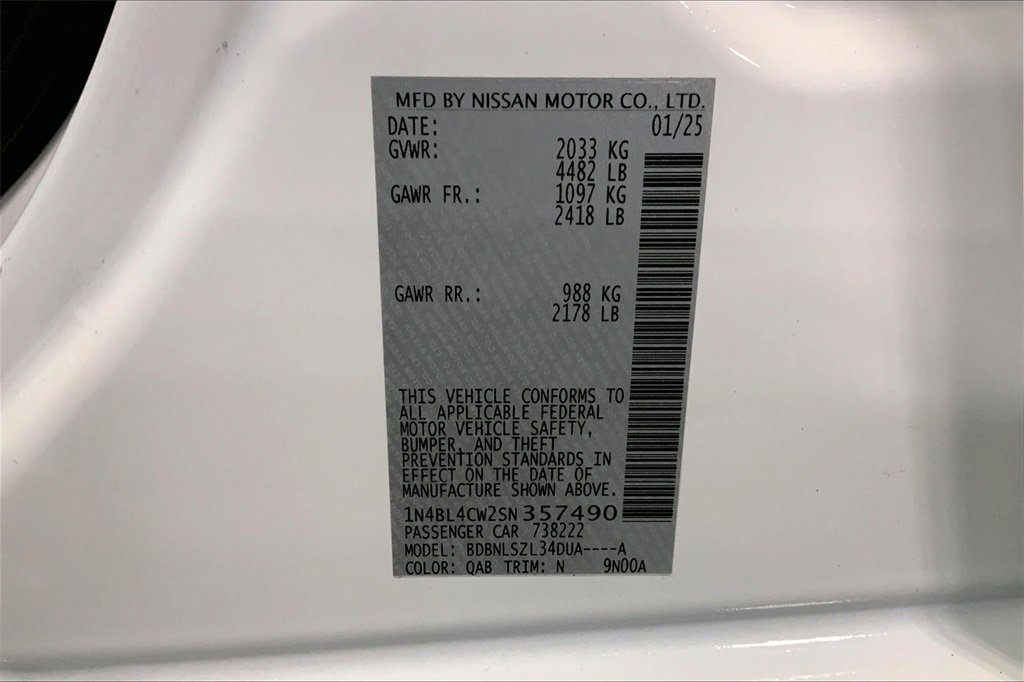 MFD BY NISSAN MOTOR CO., LTD.
DATE: 01/25
GVWR: 2033 KG
4482 LB
GAWR FR.: 1097 KG
2418 LB
GAWR RR.: 988 KG
2178 LB
THIS VEHICLE CONFORMS TO
ALL APPLICABLE FEDERAL
MOTOR VEHICLE SAFETY,
BUMPER, AND THEFT
PREVENTION STANDARDS IN
EFFECT ON THE DATE OF
MANUFACTURE SHOWN ABOVE.
1N4BL4CW2SN357490
PASSENGER CAR 738222
MODEL: BDBNLSZL34DUA----A
COLOR: QAB TRIM: N 9N00A